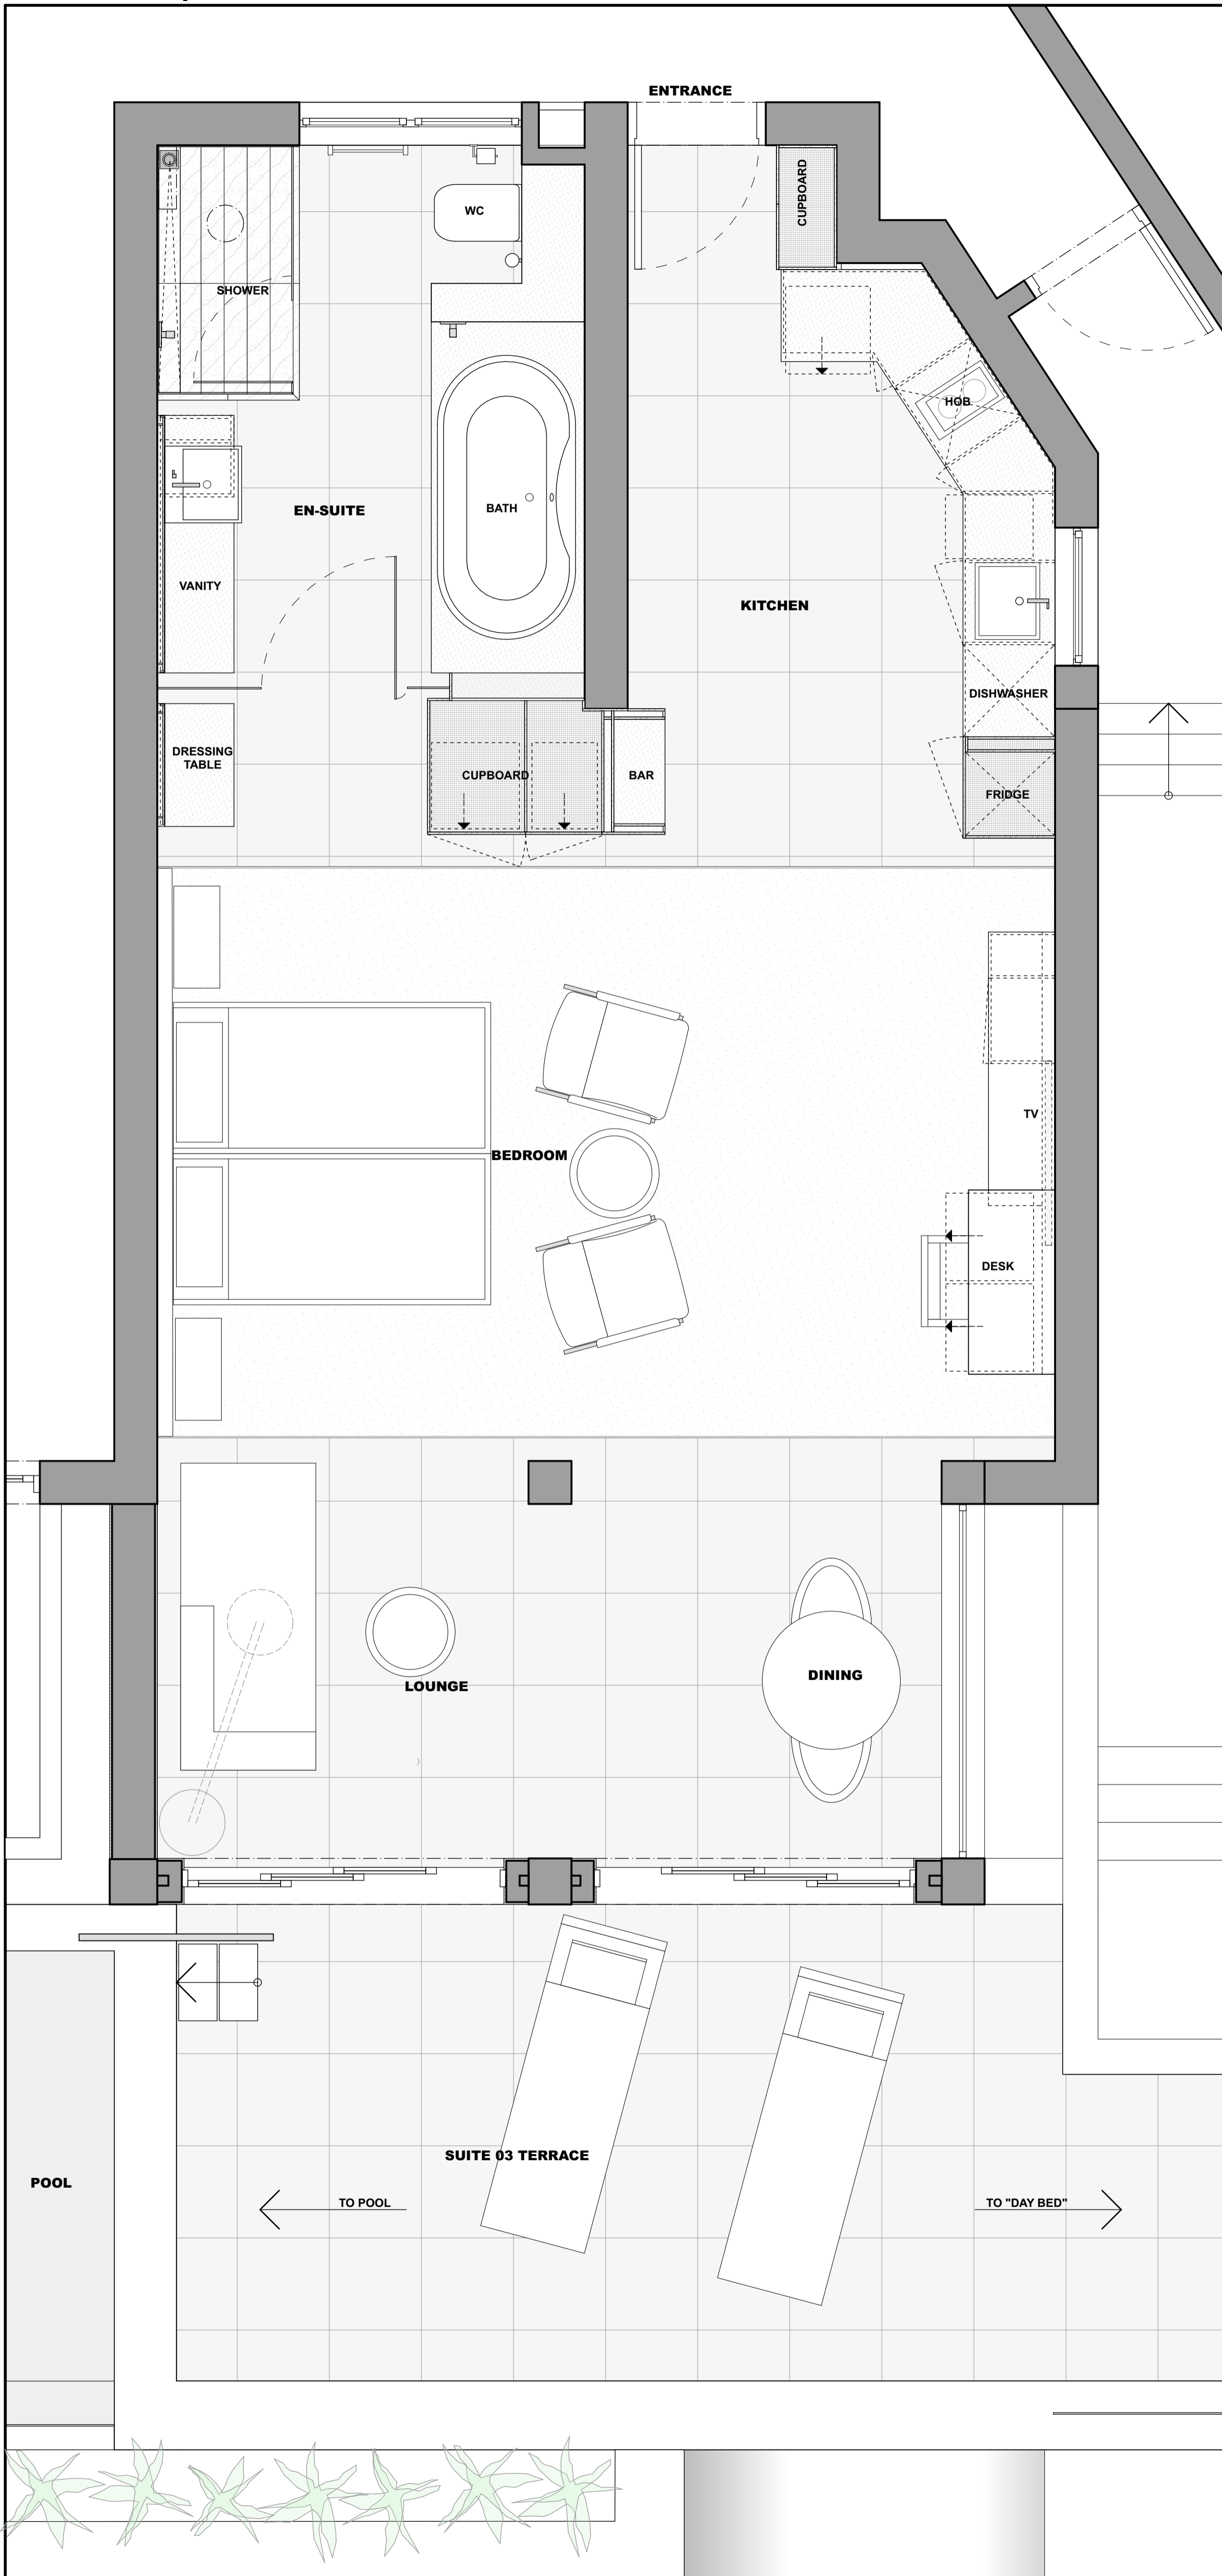 ENTRANCE
CUPBOARD
WC
SHOWER
HOB
EN-SUITE
BATH
VANITY
KITCHEN
DISHWASHER
DRESSING
TABLE
CUPBOARD
BAR
FRIDGE
TV
BEDROOM
DESK
LOUNGE
DINING
SUITE 03 TERRACE
POOL
TO POOL
TO "DAY BED"